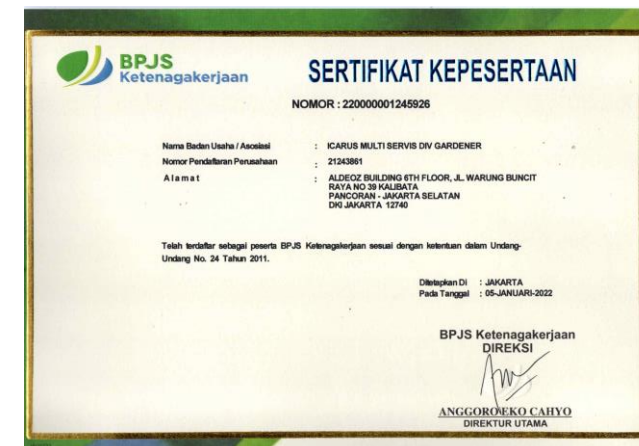 BPJS
Ketenagakerjaan
SERTIFIKAT KEPESERTAAN
NOMOR : 220000001245926
Nama Badan Usaha / Asosiasi : ICARUS MULTI SERVIS DIV GARDENER
Nomor Pendaftaran Perusahaan : 21243861
Alamat : ALDEOZ BUILDING 6TH FLOOR, JL. WARUNG BUNCIT
RAYA NO 39 KALIBATA
PANCORAN - JAKARTA SELATAN
DKI JAKARTA 12740
Telah terdaftar sebagai peserta BPJS Ketenagakerjaan sesuai dengan ketentuan dalam Undang-
Undang No. 24 Tahun 2011.
Ditetapkan Di : JAKARTA
Pada Tanggal : 05-JANUARI-2022
BPJS Ketenagakerjaan
DIREKSI
ANGGORO EKO CAHYO
DIREKTUR UTAMA